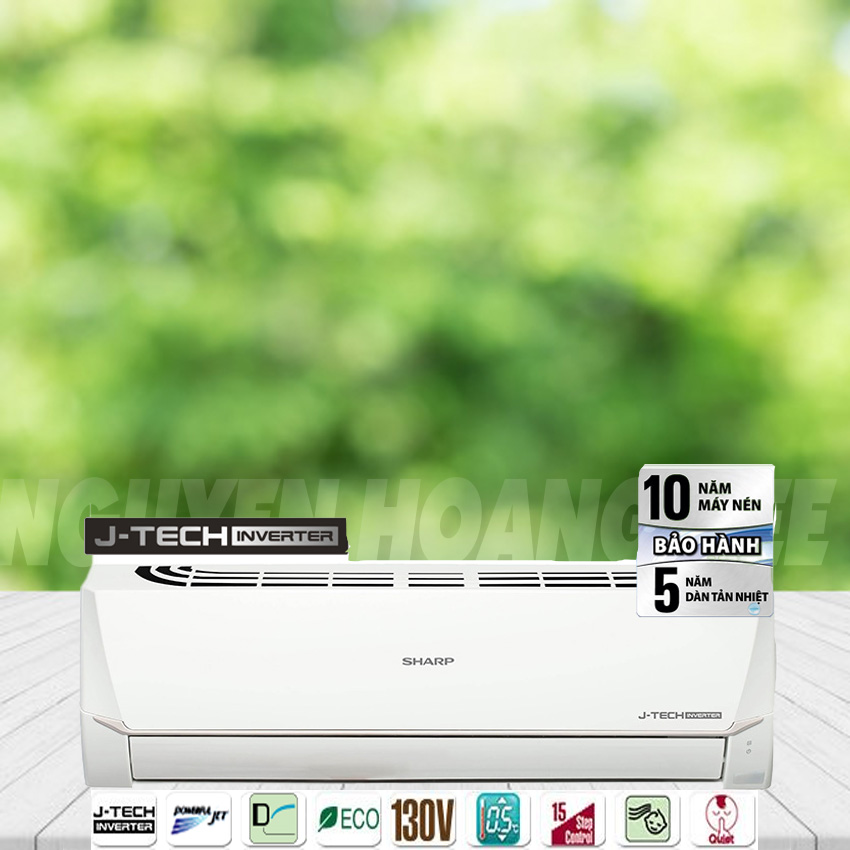 NGUYEN HOANG
10 NĂM
MÁY NÉN
BẢO HÀNH
5 NĂM
DÀN TẢN NHIỆT
J-TECH INVERTER
SHARP
J-TECH INVERTER
J-TECH
INVERTER
JET
D
ECO
130V
0.5°C
15
Step
Control
Quiet